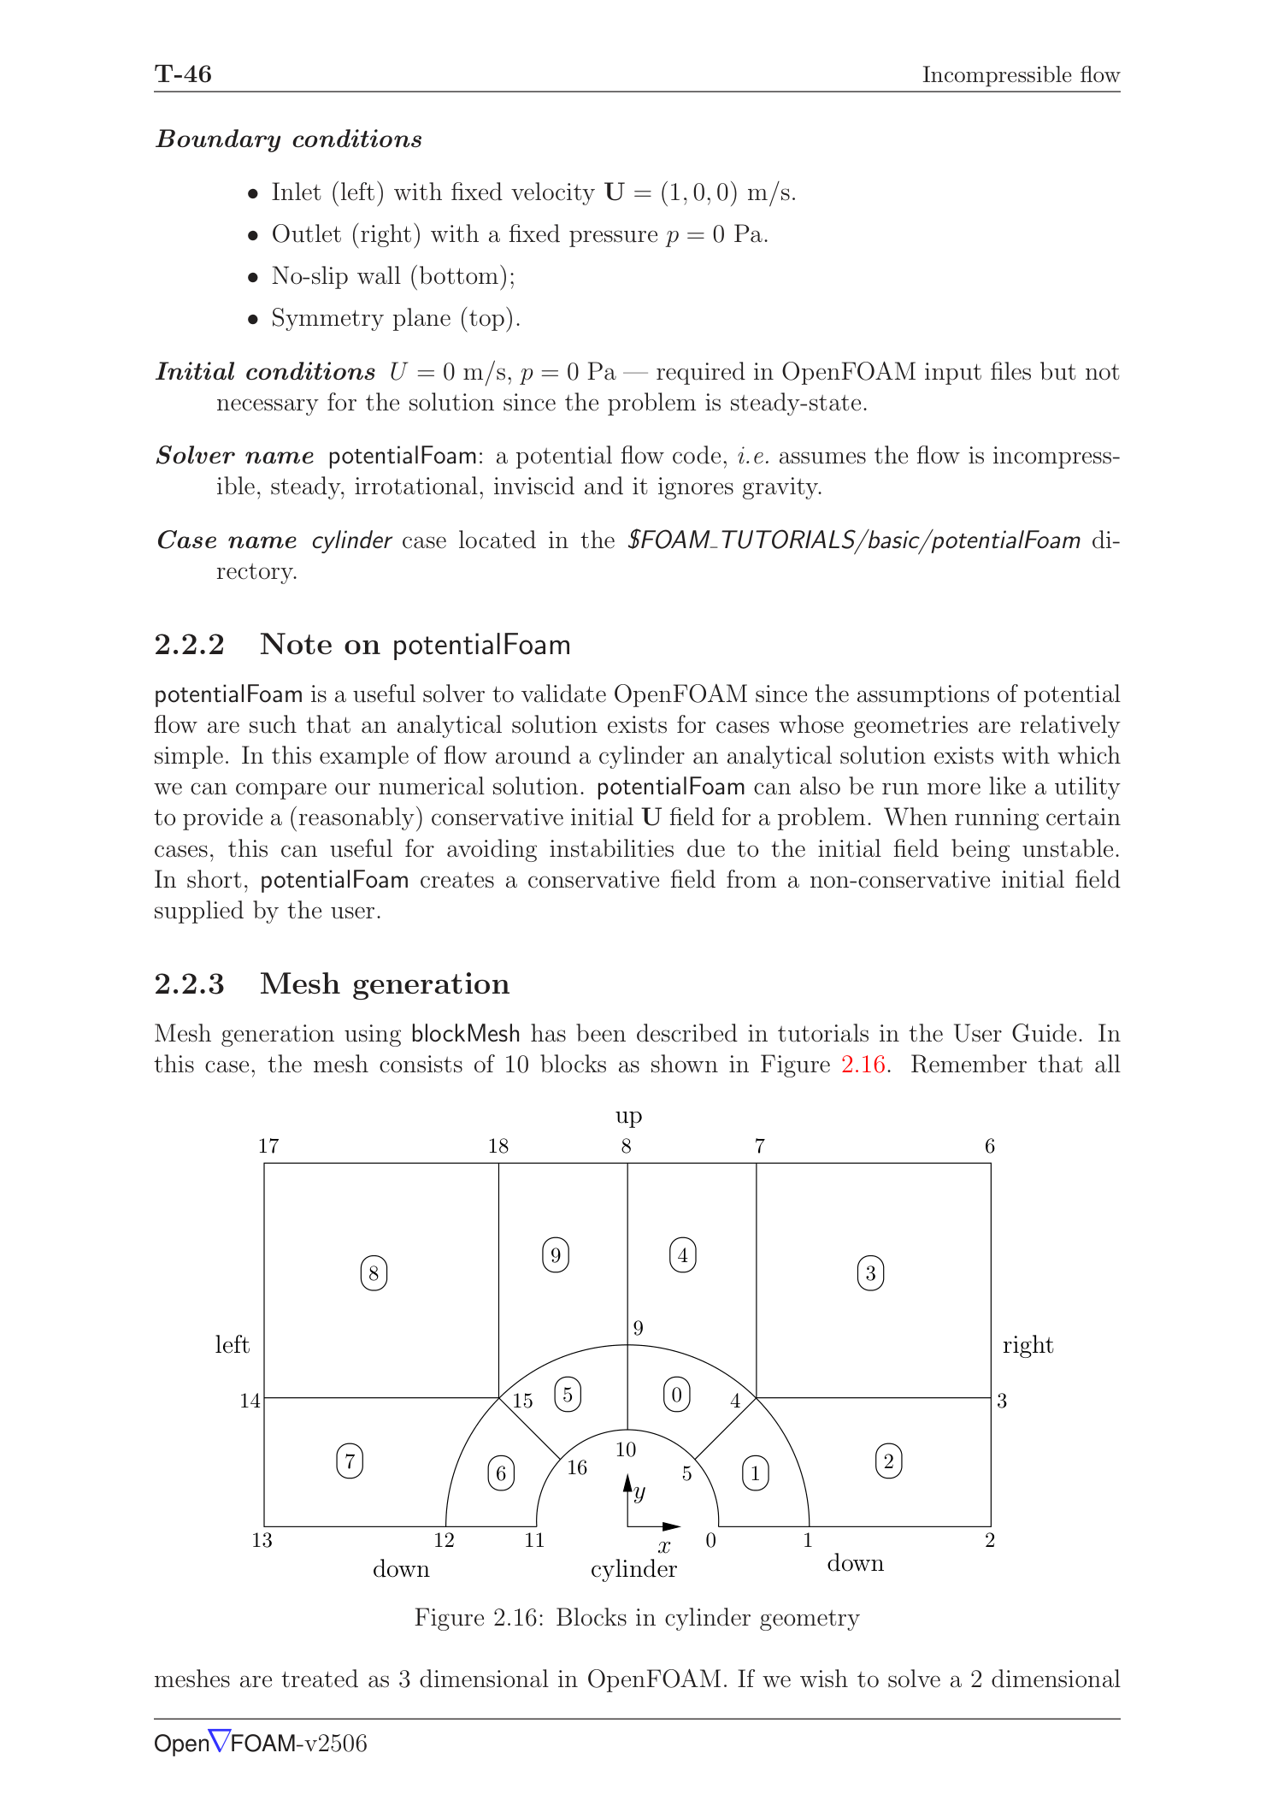 T-46 Incompressible flow
Boundary conditions
• Inlet (left) with fixed velocity U = (1, 0, 0) m/s.
• Outlet (right) with a fixed pressure p = 0 Pa.
• No-slip wall (bottom);
• Symmetry plane (top).
Initial conditions U = 0 m/s, p = 0 Pa — required in OpenFOAM input files but not
necessary for the solution since the problem is steady-state.
Solver name potentialFoam: a potential flow code, i.e. assumes the flow is incompress-
ible, steady, irrotational, inviscid and it ignores gravity.
Case name cylinder case located in the $FOAM_TUTORIALS/basic/potentialFoam di-
rectory.
2.2.2 Note on potentialFoam
potentialFoam is a useful solver to validate OpenFOAM since the assumptions of potential
flow are such that an analytical solution exists for cases whose geometries are relatively
simple. In this example of flow around a cylinder an analytical solution exists with which
we can compare our numerical solution. potentialFoam can also be run more like a utility
to provide a (reasonably) conservative initial U field for a problem. When running certain
cases, this can useful for avoiding instabilities due to the initial field being unstable.
In short, potentialFoam creates a conservative field from a non-conservative initial field
supplied by the user.
2.2.3 Mesh generation
Mesh generation using blockMesh has been described in tutorials in the User Guide. In
this case, the mesh consists of 10 blocks as shown in Figure 2.16. Remember that all
up
17 18 8 7 6
9 4
8 3
9
left right
5 0
14 15 4 3
10
7 2
16 5
6 1
y
13 12 11 x 0 1 2
down cylinder down
Figure 2.16: Blocks in cylinder geometry
meshes are treated as 3 dimensional in OpenFOAM. If we wish to solve a 2 dimensional
Open▽FOAM-v2506